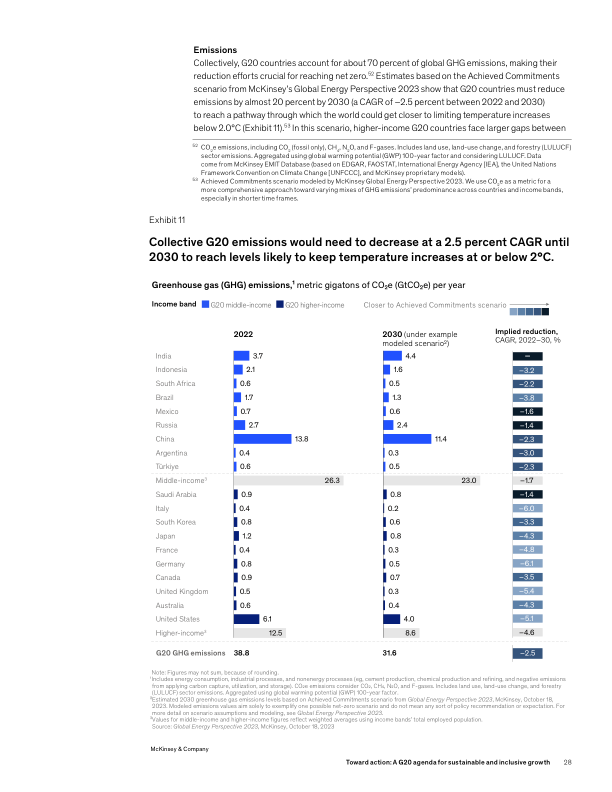 Emissions
Collectively, G20 countries account for about 70 percent of global GHG emissions, making their
reduction efforts crucial for reaching net zero.52 Estimates based on the Achieved Commitments
scenario from McKinsey's Global Energy Perspective 2023 show that G20 countries must reduce
emissions by almost 20 percent by 2030 (a CAGR of −2.5 percent between 2022 and 2030)
to reach a pathway through which the world could get closer to limiting temperature increases
below 2.0°C (Exhibit 11).53 In this scenario, higher-income G20 countries face larger gaps between
52 CO₂e emissions, including CO₂ (fossil only), CH₄, N₂O, and F-gases. Includes land use, land-use change, and forestry (LULUCF)
sector emissions. Aggregated using global warming potential (GWP) 100-year factor and considering LULUCF. Data
come from McKinsey EMIT Database (based on EDGAR, FAOSTAT, International Energy Agency [IEA], the United Nations
Framework Convention on Climate Change [UNFCCC], and McKinsey proprietary models).
53 Achieved Commitments scenario modeled by McKinsey Global Energy Perspective 2023. We use CO₂e as a metric for a
more comprehensive approach toward varying mixes of GHG emissions' predominance across countries and income bands,
especially in shorter time frames.
Exhibit 11
Collective G20 emissions would need to decrease at a 2.5 percent CAGR until
2030 to reach levels likely to keep temperature increases at or below 2°C.
Greenhouse gas (GHG) emissions,1 metric gigatons of CO₂e (GtCO₂e) per year
Income band G20 middle-income G20 higher-income Closer to Achieved Commitments scenario
2022 2030 (under example modeled scenario2) Implied reduction, CAGR, 2022–30, %
India 3.7 4.4 –
Indonesia 2.1 1.6 −3.2
South Africa 0.6 0.5 −2.2
Brazil 1.7 1.3 −3.8
Mexico 0.7 0.6 −1.6
Russia 2.7 2.4 −1.4
China 13.8 11.4 −2.3
Argentina 0.4 0.3 −3.0
Türkiye 0.6 0.5 −2.3
Middle-income3 26.3 23.0 −1.7
Saudi Arabia 0.9 0.8 −1.4
Italy 0.4 0.2 −6.0
South Korea 0.8 0.6 −3.3
Japan 1.2 0.8 −4.3
France 0.4 0.3 −4.8
Germany 0.8 0.5 −6.1
Canada 0.9 0.7 −3.5
United Kingdom 0.5 0.3 −5.4
Australia 0.6 0.4 −4.3
United States 6.1 4.0 −5.1
Higher-income3 12.5 8.6 −4.6
G20 GHG emissions 38.8 31.6 −2.5
Note: Figures may not sum, because of rounding.
1Includes energy consumption, industrial processes, and nonenergy processes (eg, cement production, chemical production and refining, and negative emissions
from applying carbon capture, utilization, and storage). CO₂e emissions consider CO₂, CH₄, N₂O, and F-gases. Includes land use, land-use change, and forestry
(LULUCF) sector emissions. Aggregated using global warming potential (GWP) 100-year factor.
2Estimated 2030 greenhouse gas emissions levels based on Achieved Commitments scenario from Global Energy Perspective 2023, McKinsey, October 18,
2023. Modeled emissions values are solely to exemplify one possible net-zero scenario and do not mean any sort of policy recommendation or expectation. For
more detail on scenario assumptions and modeling, see Global Energy Perspective 2023.
3Values for middle-income and higher-income figures reflect weighted averages using income bands' total employed population.
Source: Global Energy Perspective 2023, McKinsey, October 18, 2023
McKinsey & Company
Toward action: A G20 agenda for sustainable and inclusive growth 28